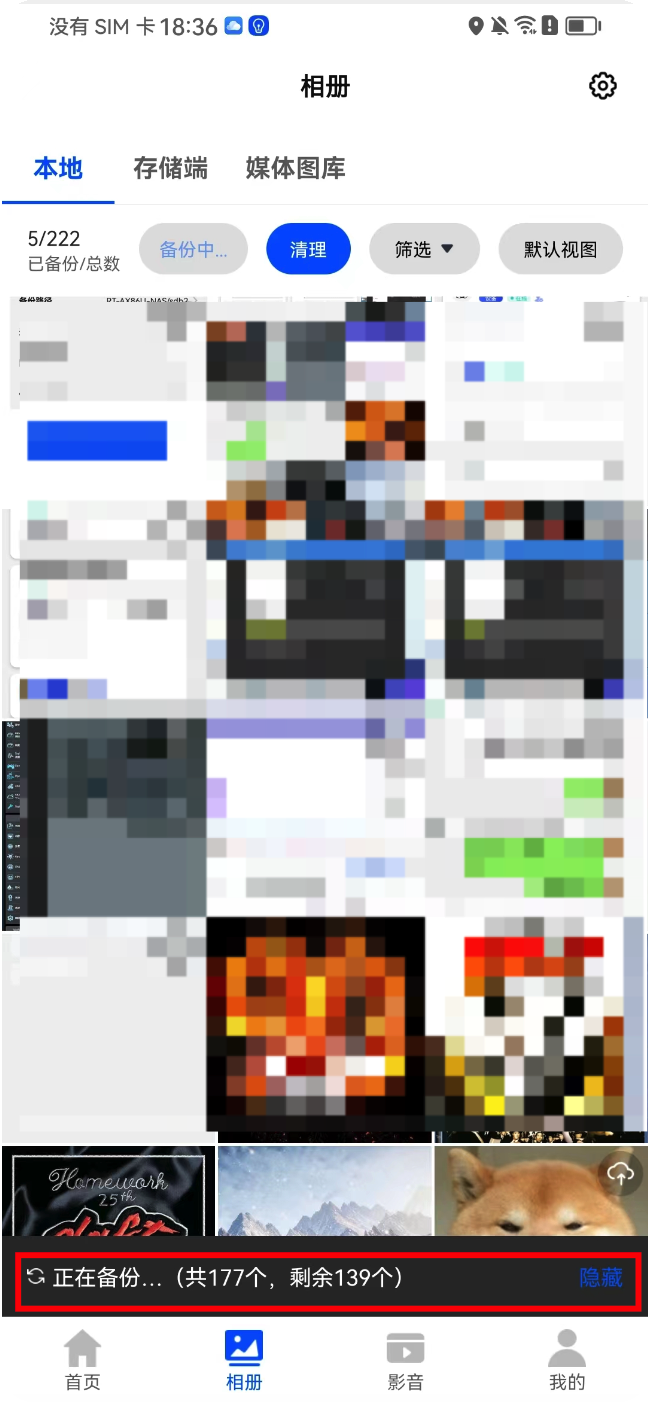 没有 SIM 卡 18:36
相册
本地 存储端 媒体图库
5/222
已备份/总数
备份中...
清理
筛选
默认视图
Homework
25th
正在备份...（共177个，剩余139个）
隐藏
首页 相册 影音 我的